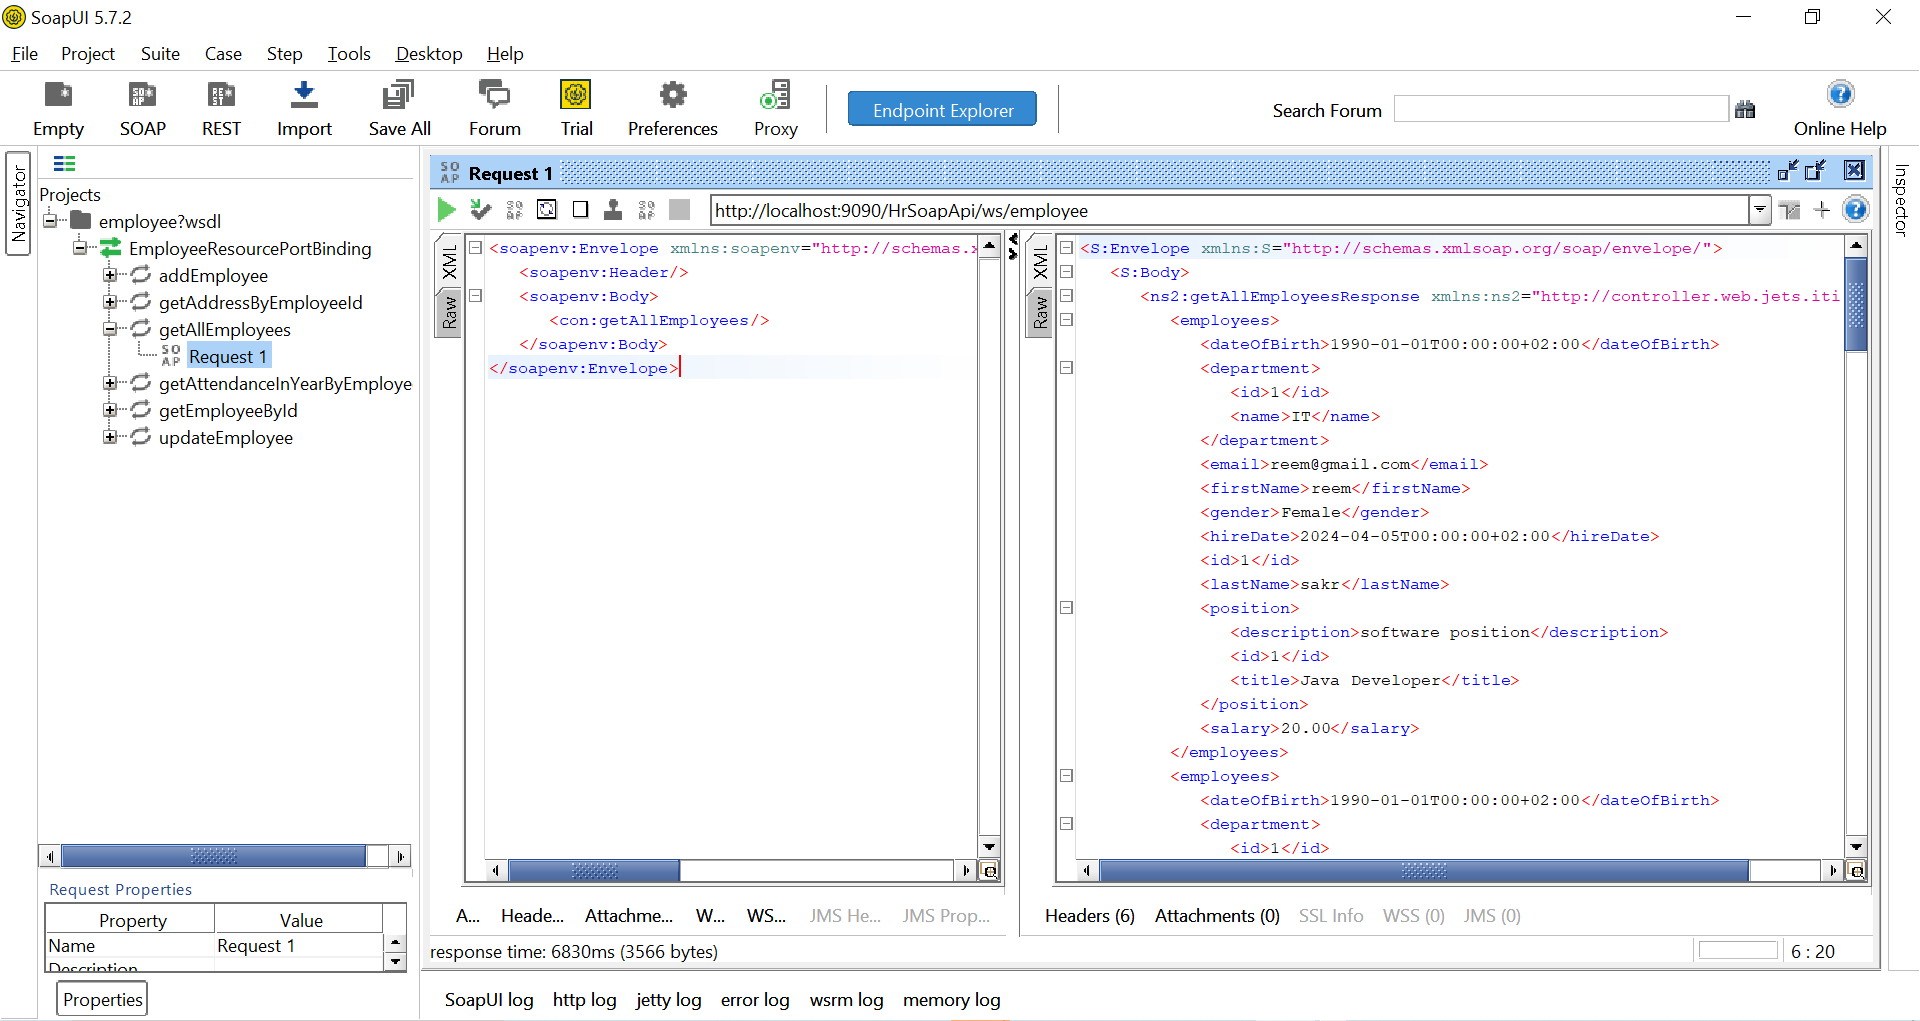 SoapUI 5.7.2
File Project Suite Case Step Tools Desktop Help
Empty SOAP REST Import Save All Forum Trial Preferences Proxy Endpoint Explorer Search Forum Online Help
Navigator
Projects
employee?wsdl
EmployeeResourcePortBinding
addEmployee
getAddressByEmployeeId
getAllEmployees
Request 1
getAttendanceInYearByEmploye
getEmployeeById
updateEmployee
Request Properties
Property Value
Name Request 1
Description
Properties
Request 1
http://localhost:9090/HrSoapApi/ws/employee
XML
Raw
<soapenv:Envelope xmlns:soapenv="http://schemas.x
<soapenv:Header/>
<soapenv:Body>
<con:getAllEmployees/>
</soapenv:Body>
</soapenv:Envelope>
A... Heade... Attachme... W... WS... JMS He... JMS Prop...
XML
Raw
<S:Envelope xmlns:S="http://schemas.xmlsoap.org/soap/envelope/">
<S:Body>
<ns2:getAllEmployeesResponse xmlns:ns2="http://controller.web.jets.iti
<employees>
<dateOfBirth>1990-01-01T00:00:00+02:00</dateOfBirth>
<department>
<id>1</id>
<name>IT</name>
</department>
<email>reem@gmail.com</email>
<firstName>reem</firstName>
<gender>Female</gender>
<hireDate>2024-04-05T00:00:00+02:00</hireDate>
<id>1</id>
<lastName>sakr</lastName>
<position>
<description>software position</description>
<id>1</id>
<title>Java Developer</title>
</position>
<salary>20.00</salary>
</employees>
<employees>
<dateOfBirth>1990-01-01T00:00:00+02:00</dateOfBirth>
<department>
<id>1</id>
Headers (6) Attachments (0) SSL Info WSS (0) JMS (0)
response time: 6830ms (3566 bytes)
6 : 20
SoapUI log http log jetty log error log wsrm log memory log
Inspector